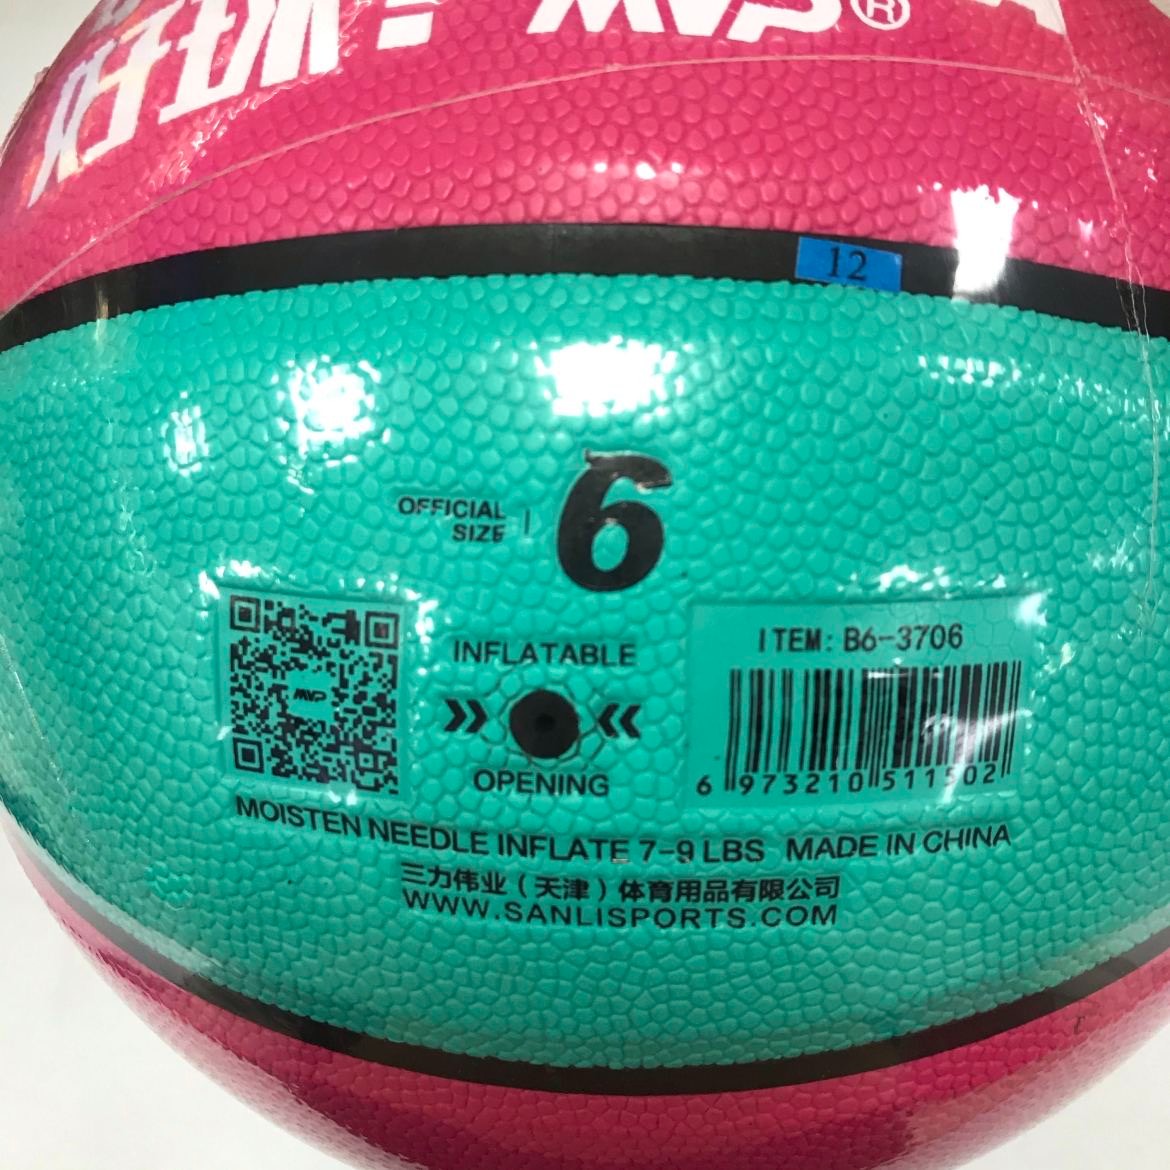 MVP®
12
OFFICIAL
SIZE
6
MVP
INFLATABLE
OPENING
ITEM: B6-3706
6 973210 511502
MOISTEN NEEDLE INFLATE 7-9 LBS MADE IN CHINA
三力伟业（天津）体育用品有限公司
WWW.SANLISPORTS.COM